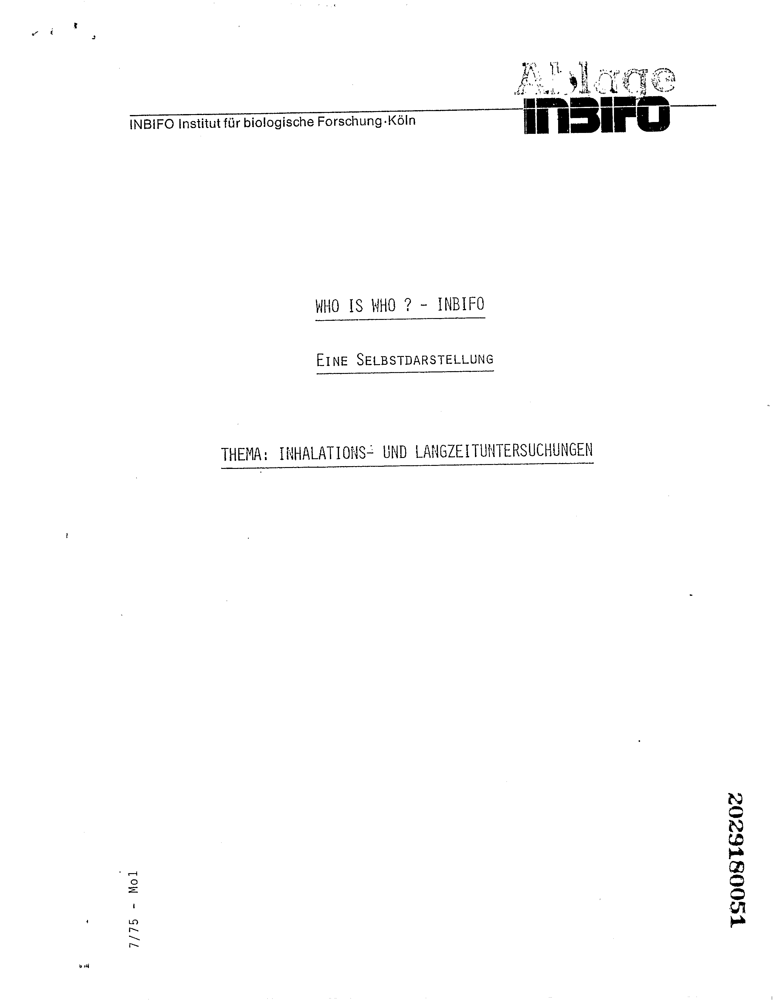 Ablage
INBIFO Institut für biologische Forschung·Köln
INBIFO
WHO IS WHO ? - INBIFO
EINE SELBSTDARSTELLUNG
THEMA: INHALATIONS- UND LANGZEITUNTERSUCHUNGEN
7/75 - Mol
2029180051